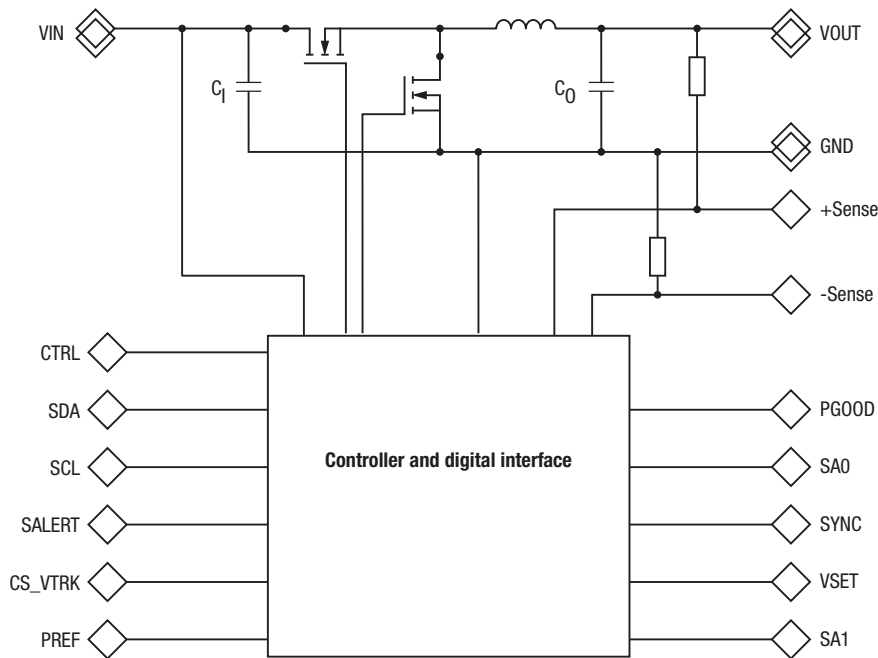 VIN
VOUT
C_I
C_O
GND
+Sense
-Sense
CTRL
SDA
PGOOD
SCL
Controller and digital interface
SA0
SALERT
SYNC
CS_VTRK
VSET
PREF
SA1